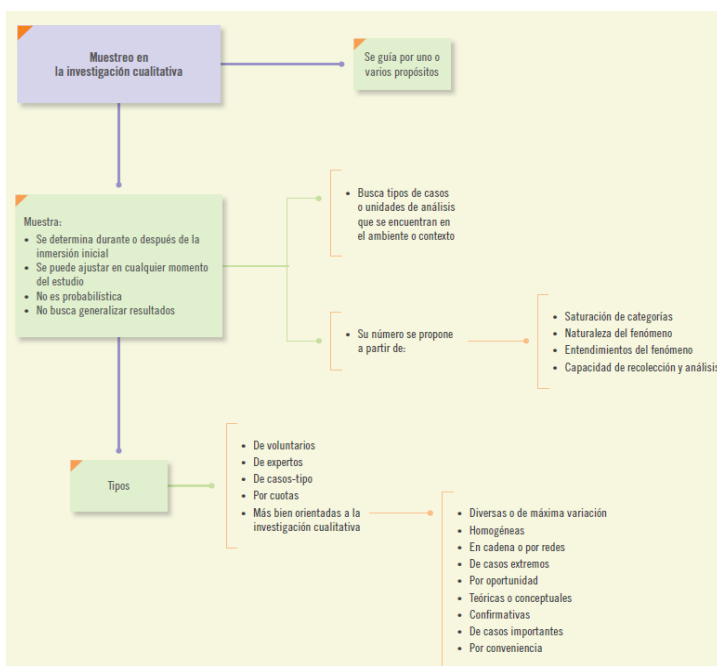 Muestreo en
la investigación cualitativa
Se guía por uno o
varios propósitos
Muestra:
• Se determina durante o después de la
inmersión inicial
• Se puede ajustar en cualquier momento
del estudio
• No es probabilística
• No busca generalizar resultados
• Busca tipos de casos
o unidades de análisis
que se encuentran en
el ambiente o contexto
• Su número se propone
a partir de:
• Saturación de categorías
• Naturaleza del fenómeno
• Entendimientos del fenómeno
• Capacidad de recolección y análisis
Tipos
• De voluntarios
• De expertos
• De casos-tipo
• Por cuotas
• Más bien orientadas a la
investigación cualitativa
• Diversas o de máxima variación
• Homogéneas
• En cadena o por redes
• De casos extremos
• Por oportunidad
• Teóricas o conceptuales
• Confirmativas
• De casos importantes
• Por conveniencia